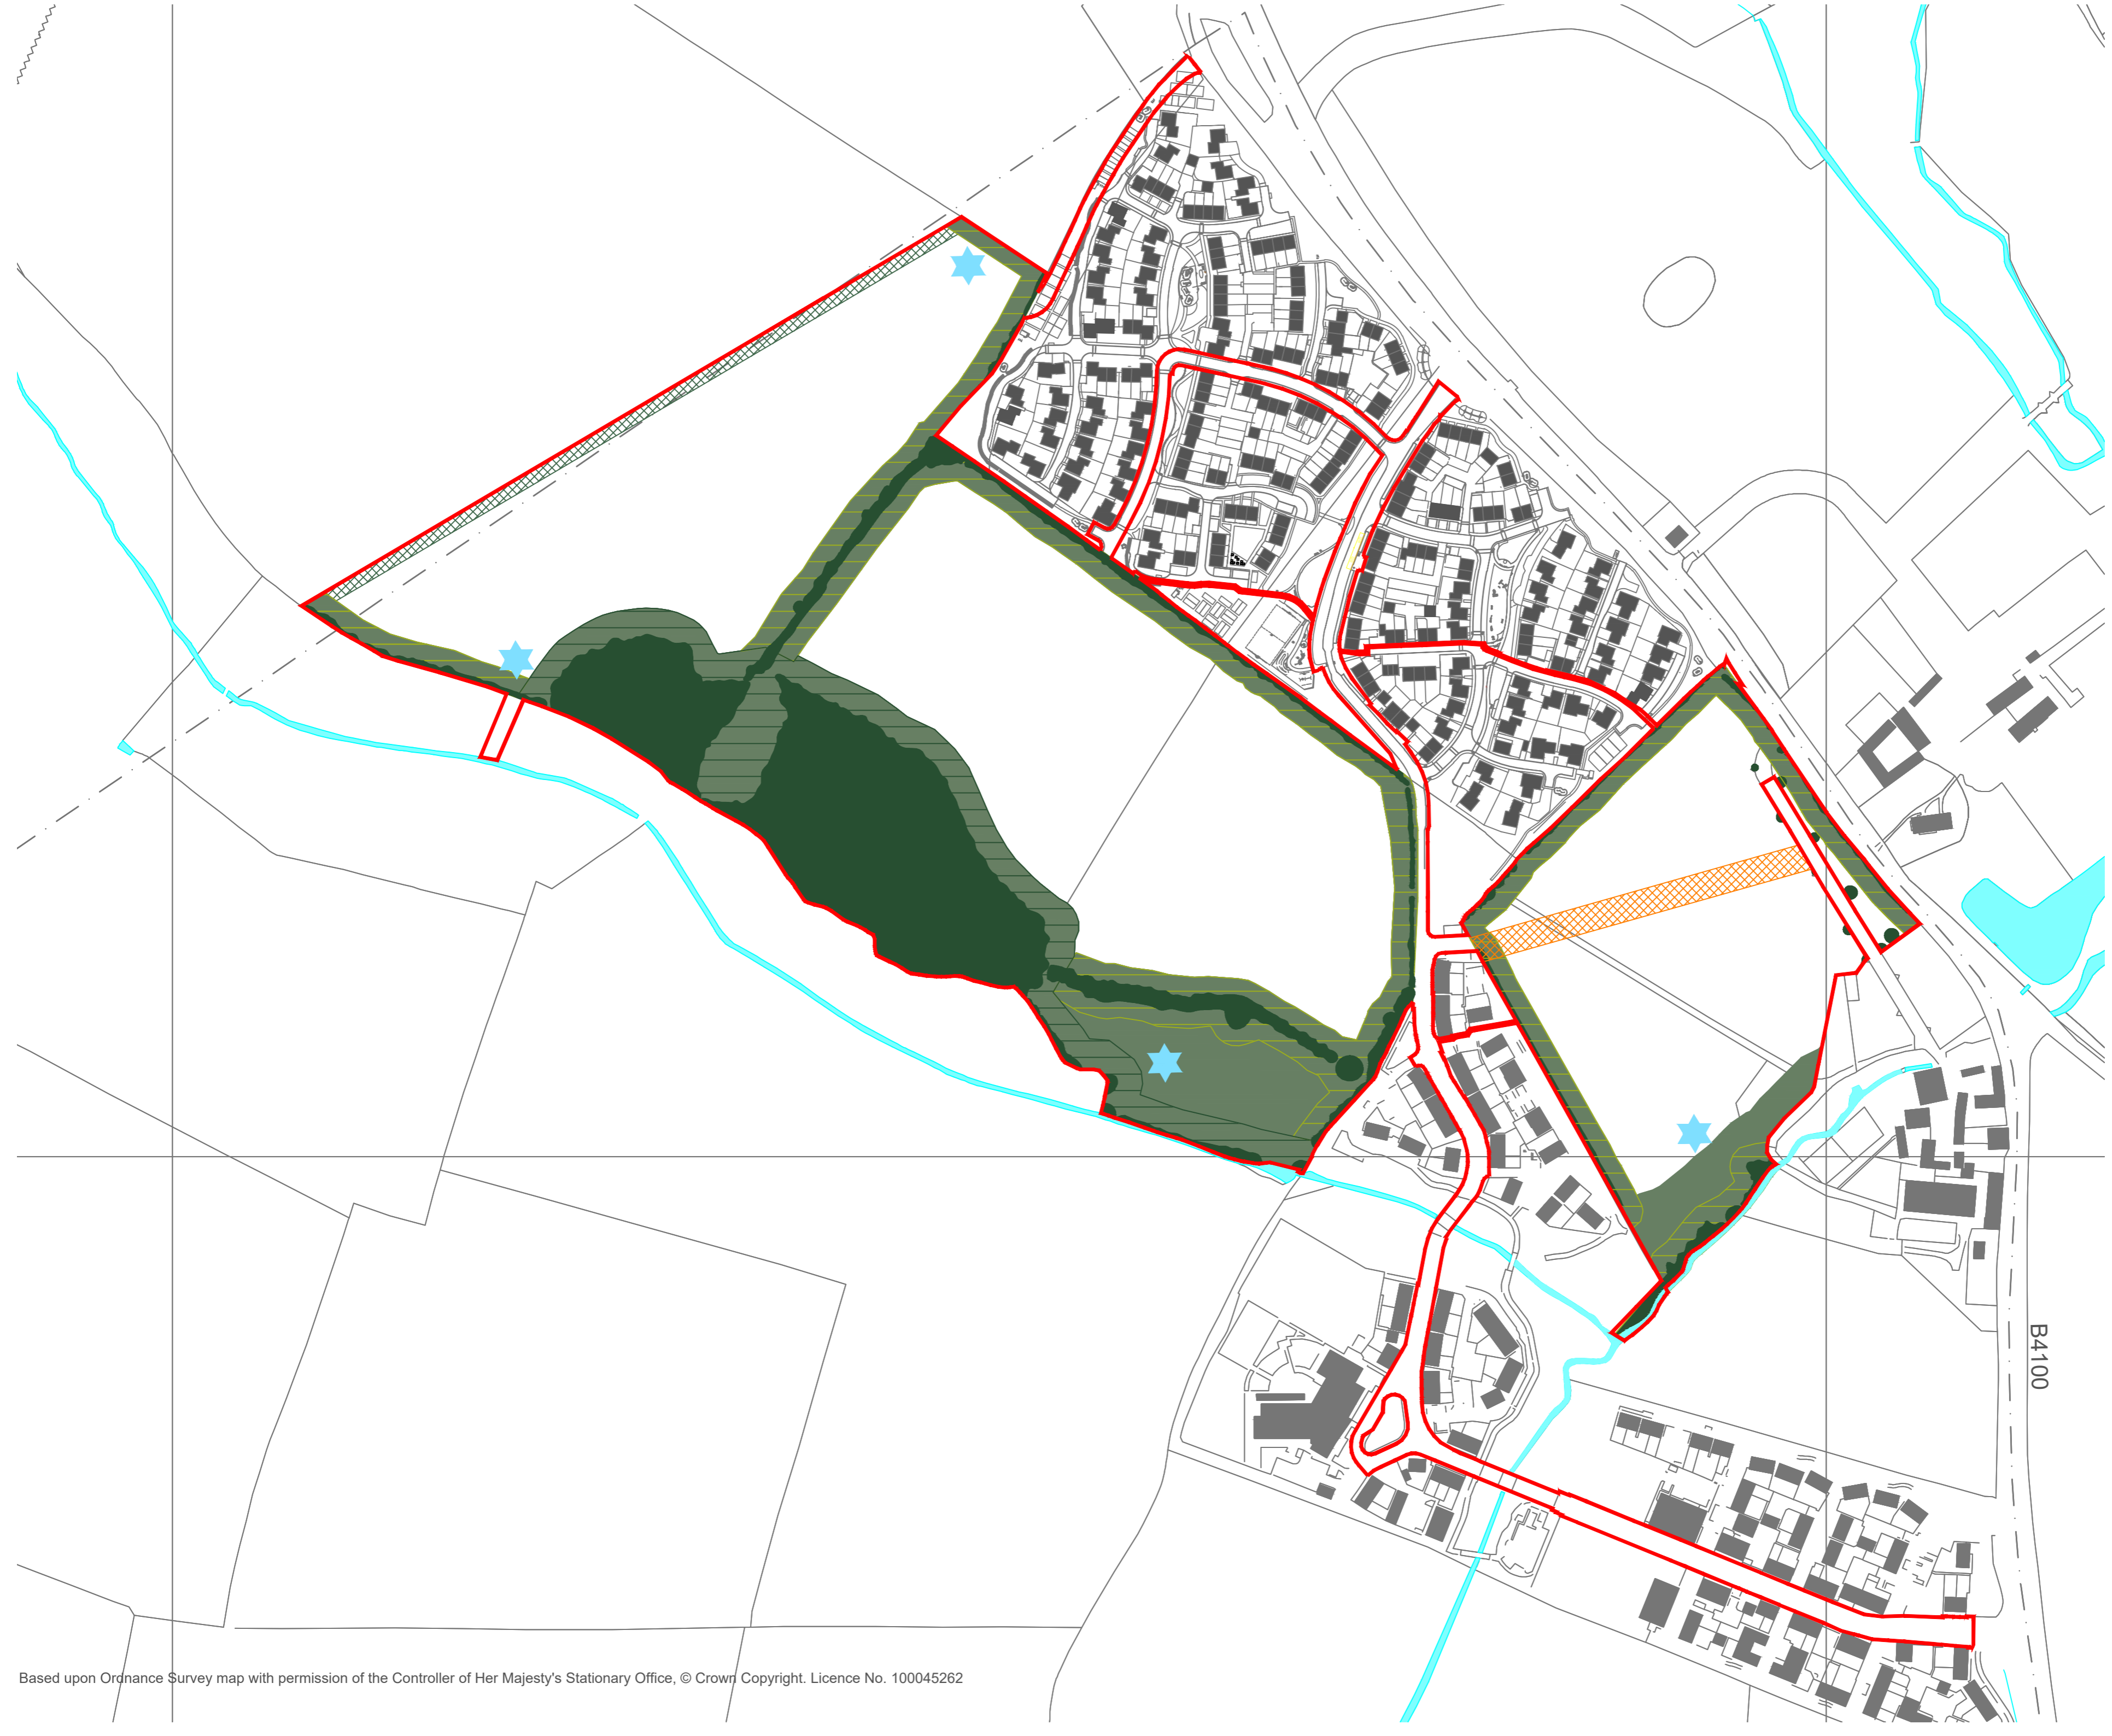 B4100
Based upon Ordnance Survey map with permission of the Controller of Her Majesty's Stationary Office, © Crown Copyright. Licence No. 100045262